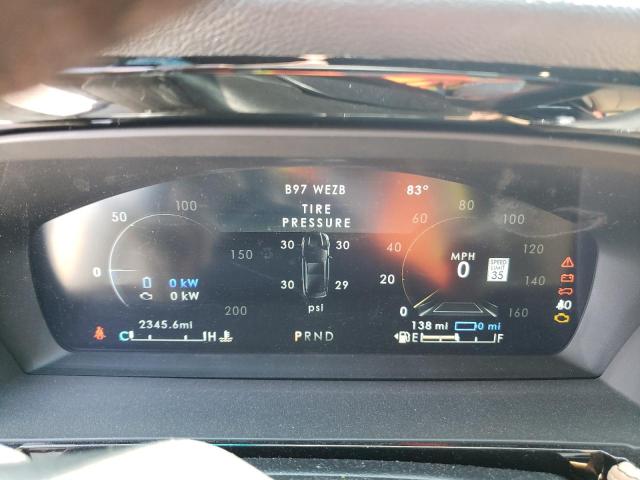 B97 WEZB 83°
TIRE
PRESSURE
50 100 150 200 0
30 30
30 29
psi
0 kW
0 kW
0 20 40 60 80 100 120 140 160
MPH
0
SPEED
LIMIT
35
2345.6mi
C H
PRND
138 mi 0 mi
E F